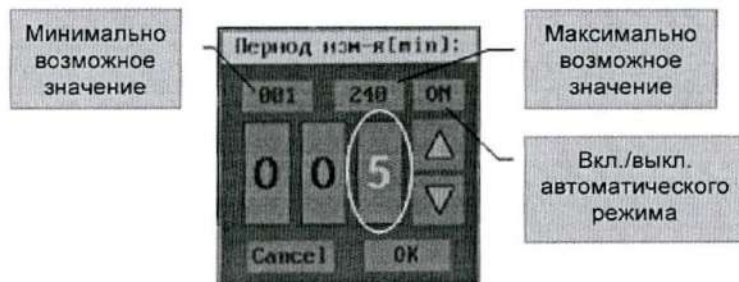 Минимально
возможное
значение
Период изм-я[min]:
Максимально
возможное
значение
001 240 ON
0 0 5
Вкл./выкл.
автоматического
режима
Cancel OK